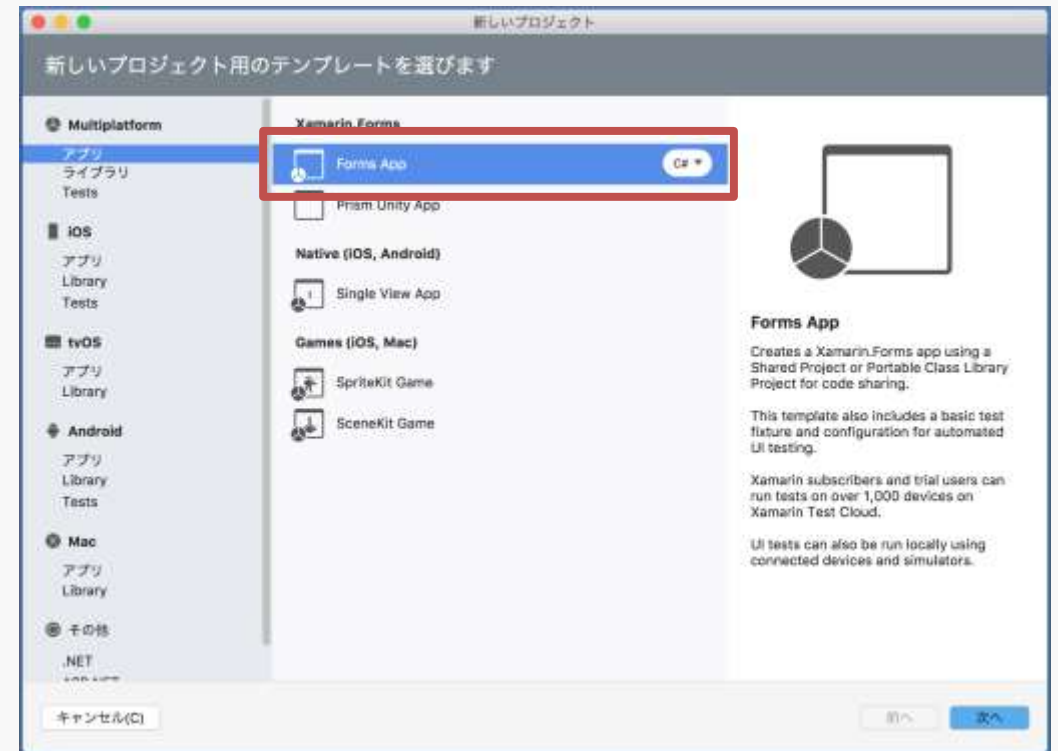 新しいプロジェクト
新しいプロジェクト用のテンプレートを選びます
Multiplatform
アプリ
ライブラリ
Tests
iOS
アプリ
Library
Tests
tvOS
アプリ
Library
Android
アプリ
Library
Tests
Mac
アプリ
Library
その他
.NET
ASP.NET
Xamarin.Forms
Forms App
C#
Prism Unity App
Native (iOS, Android)
Single View App
Games (iOS, Mac)
SpriteKit Game
SceneKit Game
Forms App
Creates a Xamarin.Forms app using a
Shared Project or Portable Class Library
Project for code sharing.
This template also includes a basic test
fixture and configuration for automated
UI testing.
Xamarin subscribers and trial users can
run tests on over 1,000 devices on
Xamarin Test Cloud.
UI tests can also be run locally using
connected devices and simulators.
キャンセル(C)
前へ
次へ